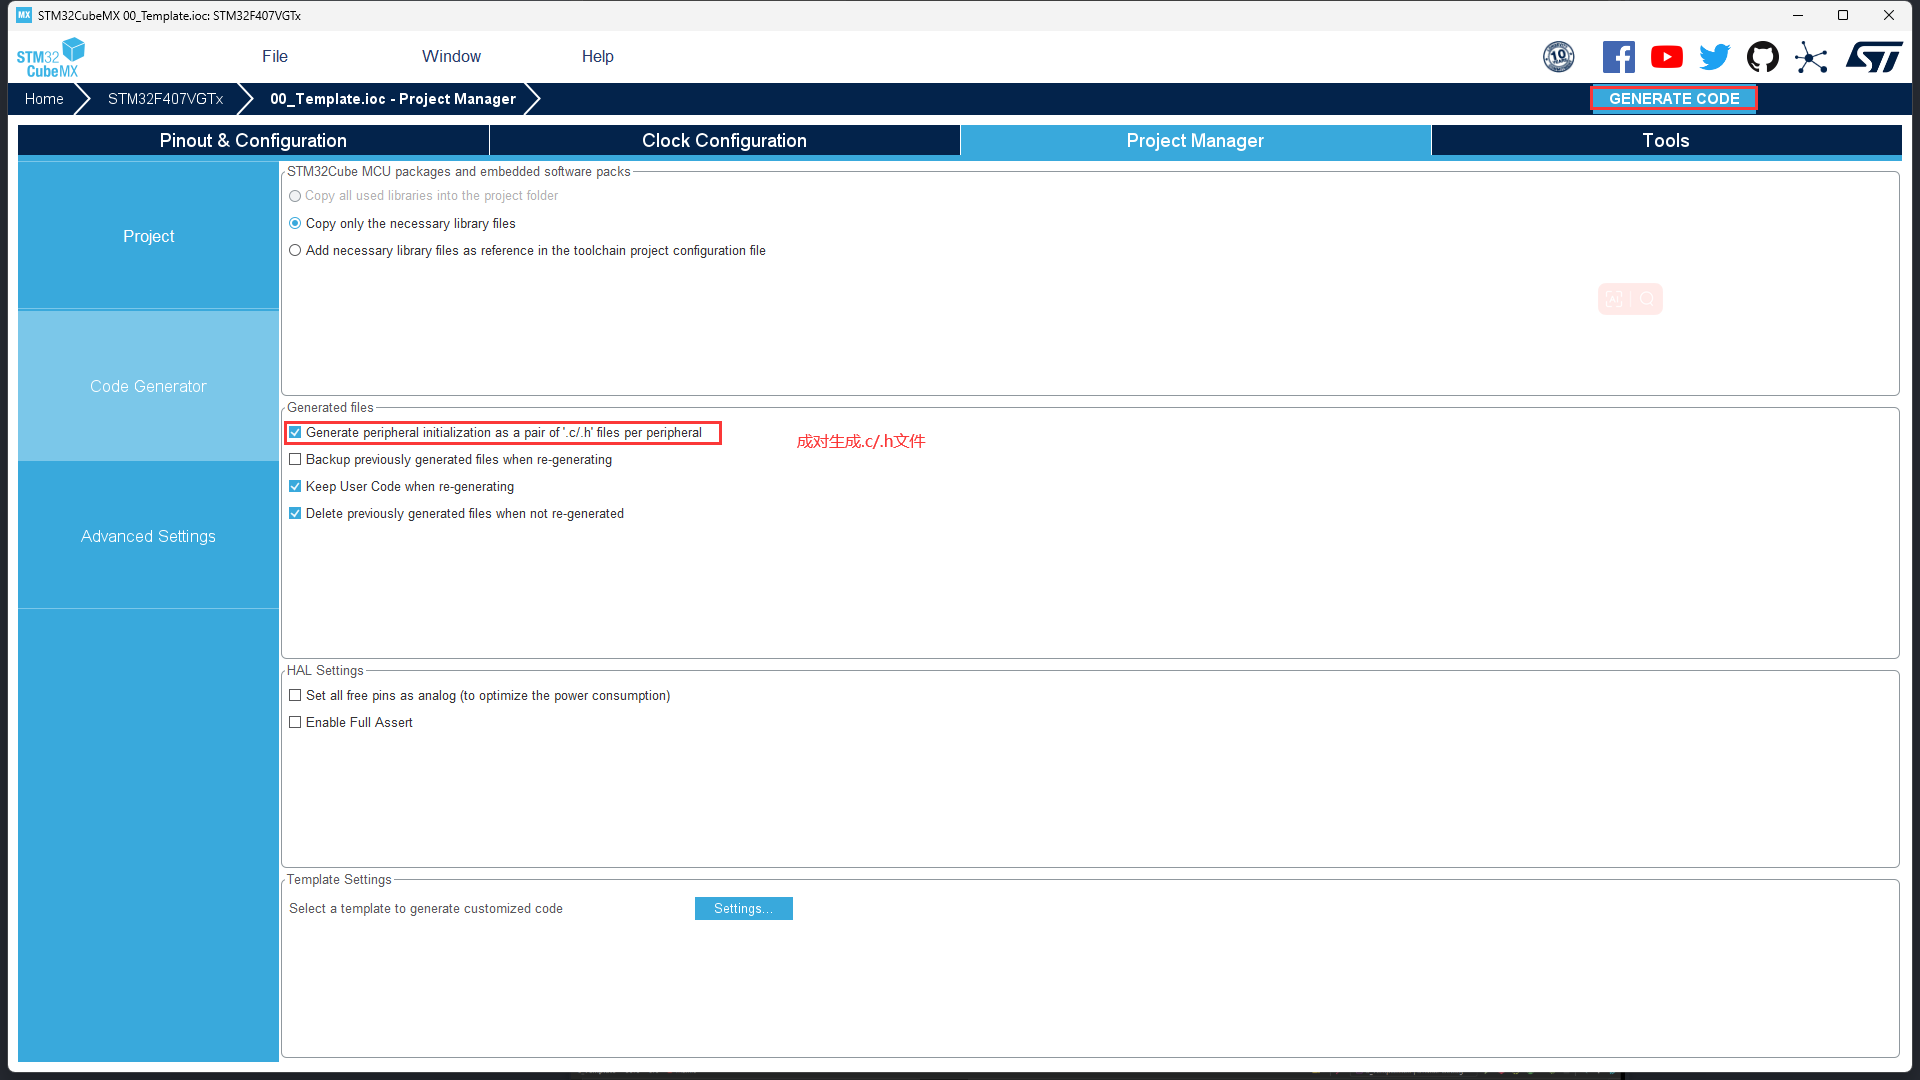 MX STM32CubeMX 00_Template.ioc: STM32F407VGTx
STM32
CubeMX
File
Window
Help
10
ST
Home
STM32F407VGTx
00_Template.ioc - Project Manager
GENERATE CODE
Pinout & Configuration
Clock Configuration
Project Manager
Tools
Project
Code Generator
Advanced Settings
STM32Cube MCU packages and embedded software packs
Copy all used libraries into the project folder
Copy only the necessary library files
Add necessary library files as reference in the toolchain project configuration file
Generated files
Generate peripheral initialization as a pair of '.c/.h' files per peripheral
成对生成.c/.h文件
Backup previously generated files when re-generating
Keep User Code when re-generating
Delete previously generated files when not re-generated
HAL Settings
Set all free pins as analog (to optimize the power consumption)
Enable Full Assert
Template Settings
Select a template to generate customized code
Settings...